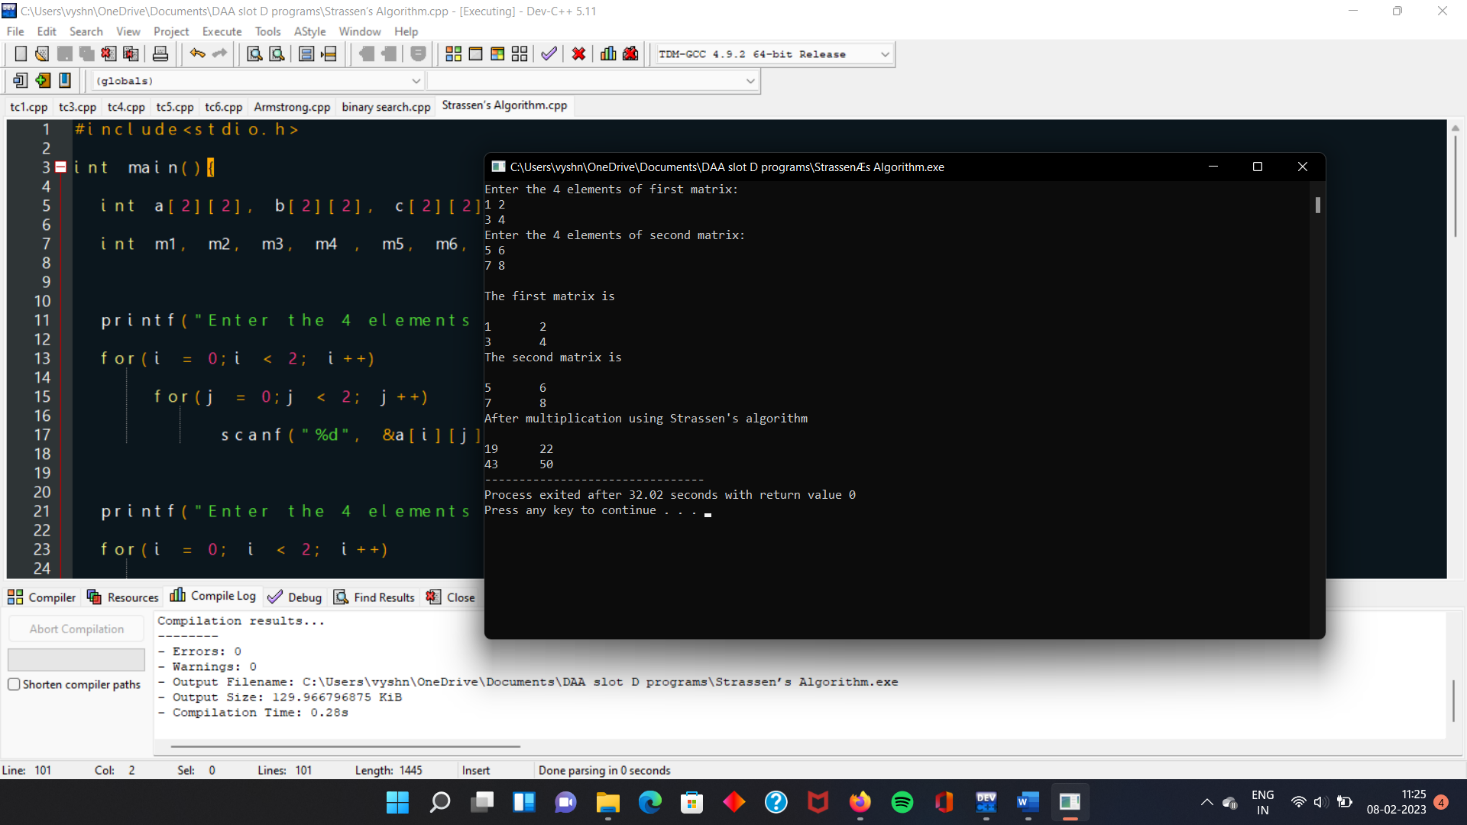 C:\Users\vyshn\OneDrive\Documents\DAA slot D programs\Strassen's Algorithm.cpp - [Executing] - Dev-C++ 5.11
File Edit Search View Project Execute Tools AStyle Window Help
TDM-GCC 4.9.2 64-bit Release
(globals)
tc1.cpp tc3.cpp tc4.cpp tc5.cpp tc6.cpp Armstrong.cpp binary search.cpp Strassen's Algorithm.cpp
1 #include<stdio.h>
2
3 int main(){
4
5 int a[2][2], b[2][2], c[2][2]
6
7 int m1, m2, m3, m4 , m5, m6,
8
9
10
11 printf("Enter the 4 elements
12
13 for(i = 0;i < 2; i++)
14
15 for(j = 0;j < 2; j++)
16
17 scanf("%d", &a[i][j]
18
19
20
21 printf("Enter the 4 elements
22
23 for(i = 0; i < 2; i++)
24
C:\Users\vyshn\OneDrive\Documents\DAA slot D programs\StrassenÆs Algorithm.exe
Enter the 4 elements of first matrix:
1 2
3 4
Enter the 4 elements of second matrix:
5 6
7 8
The first matrix is
1 2
3 4
The second matrix is
5 6
7 8
After multiplication using Strassen's algorithm
19 22
43 50
--------------------------------
Process exited after 32.02 seconds with return value 0
Press any key to continue . . .
Compiler Resources Compile Log Debug Find Results Close
Abort Compilation
Shorten compiler paths
Compilation results...
--------
- Errors: 0
- Warnings: 0
- Output Filename: C:\Users\vyshn\OneDrive\Documents\DAA slot D programs\Strassen’s Algorithm.exe
- Output Size: 129.966796875 KiB
- Compilation Time: 0.28s
Line: 101 Col: 2 Sel: 0 Lines: 101 Length: 1445 Insert Done parsing in 0 seconds
DEV
ENG
IN
11:25
08-02-2023
4